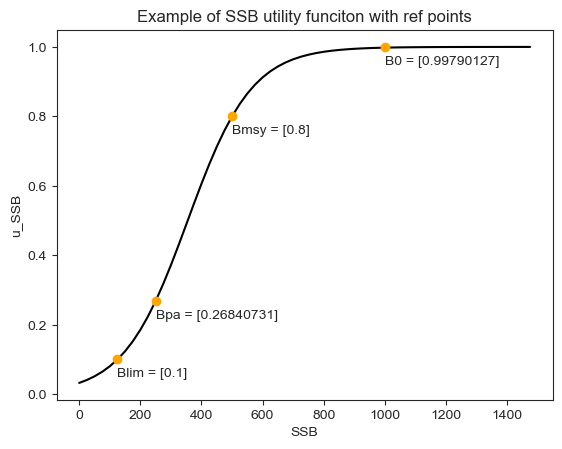 Example of SSB utility funciton with ref points
1.0
B0 = [0.99790127]
0.8
Bmsy = [0.8]
0.6
u_SSB
0.4
Bpa = [0.26840731]
0.2
Blim = [0.1]
0.0
0 200 400 600 800 1000 1200 1400
SSB